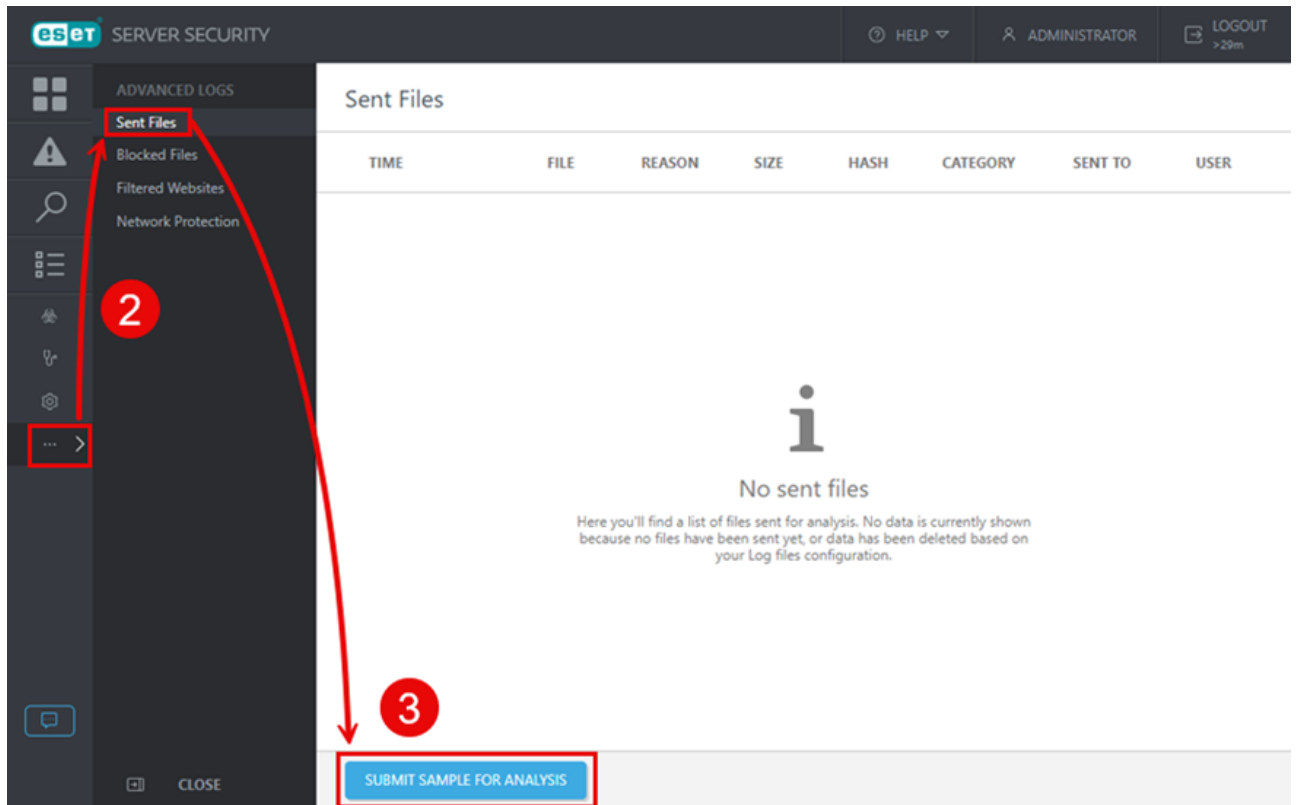 eset SERVER SECURITY
HELP
ADMINISTRATOR
LOGOUT
>29m
ADVANCED LOGS
Sent Files
Blocked Files
Filtered Websites
Network Protection
2
CLOSE
Sent Files
TIME FILE REASON SIZE HASH CATEGORY SENT TO USER
No sent files
Here you'll find a list of files sent for analysis. No data is currently shown
because no files have been sent yet, or data has been deleted based on
your Log files configuration.
3
SUBMIT SAMPLE FOR ANALYSIS